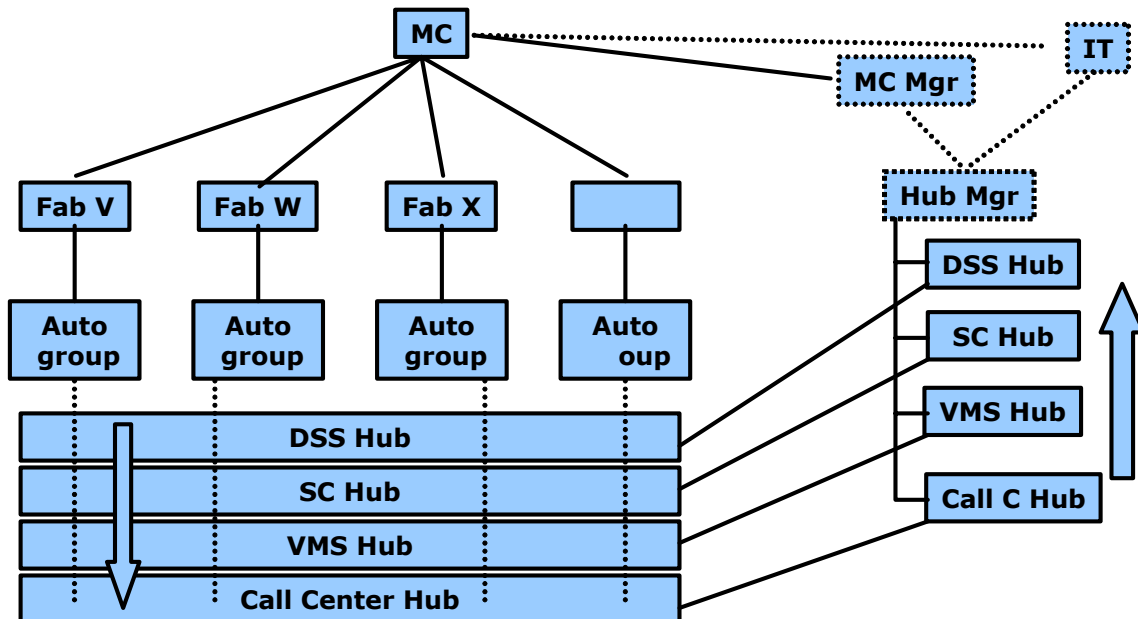 MC
IT
MC Mgr
Fab V
Fab W
Fab X
Hub Mgr
DSS Hub
SC Hub
VMS Hub
Call C Hub
Auto
group
Auto
group
Auto
group
Auto
oup
DSS Hub
SC Hub
VMS Hub
Call Center Hub